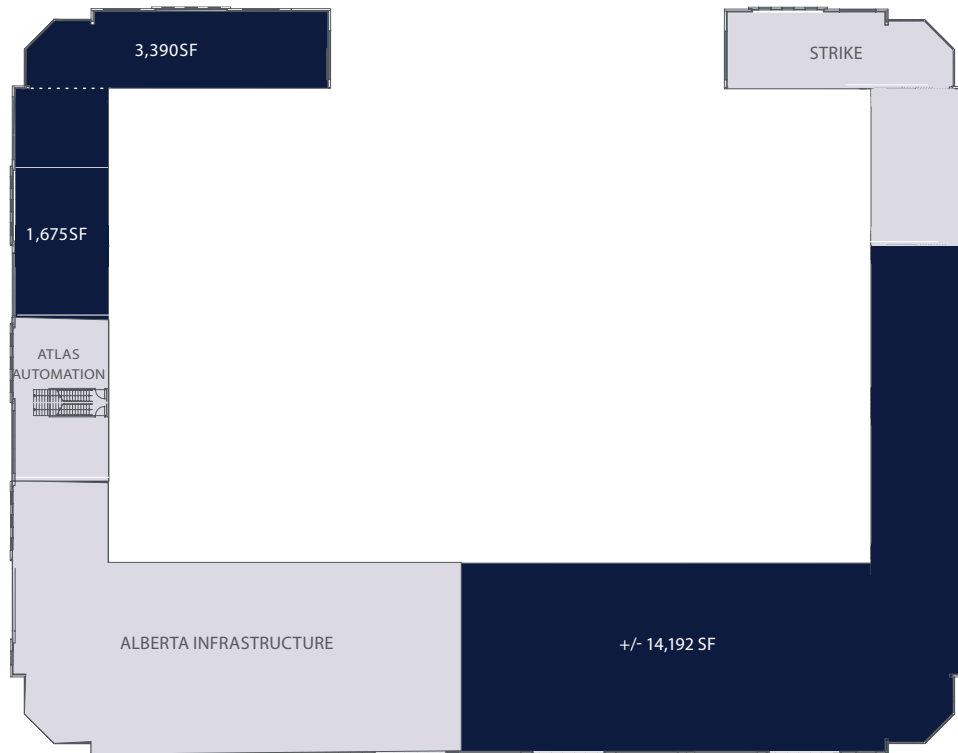 3,390SF
STRIKE
1,675SF
ATLAS
AUTOMATION
ALBERTA INFRASTRUCTURE
+/- 14,192 SF